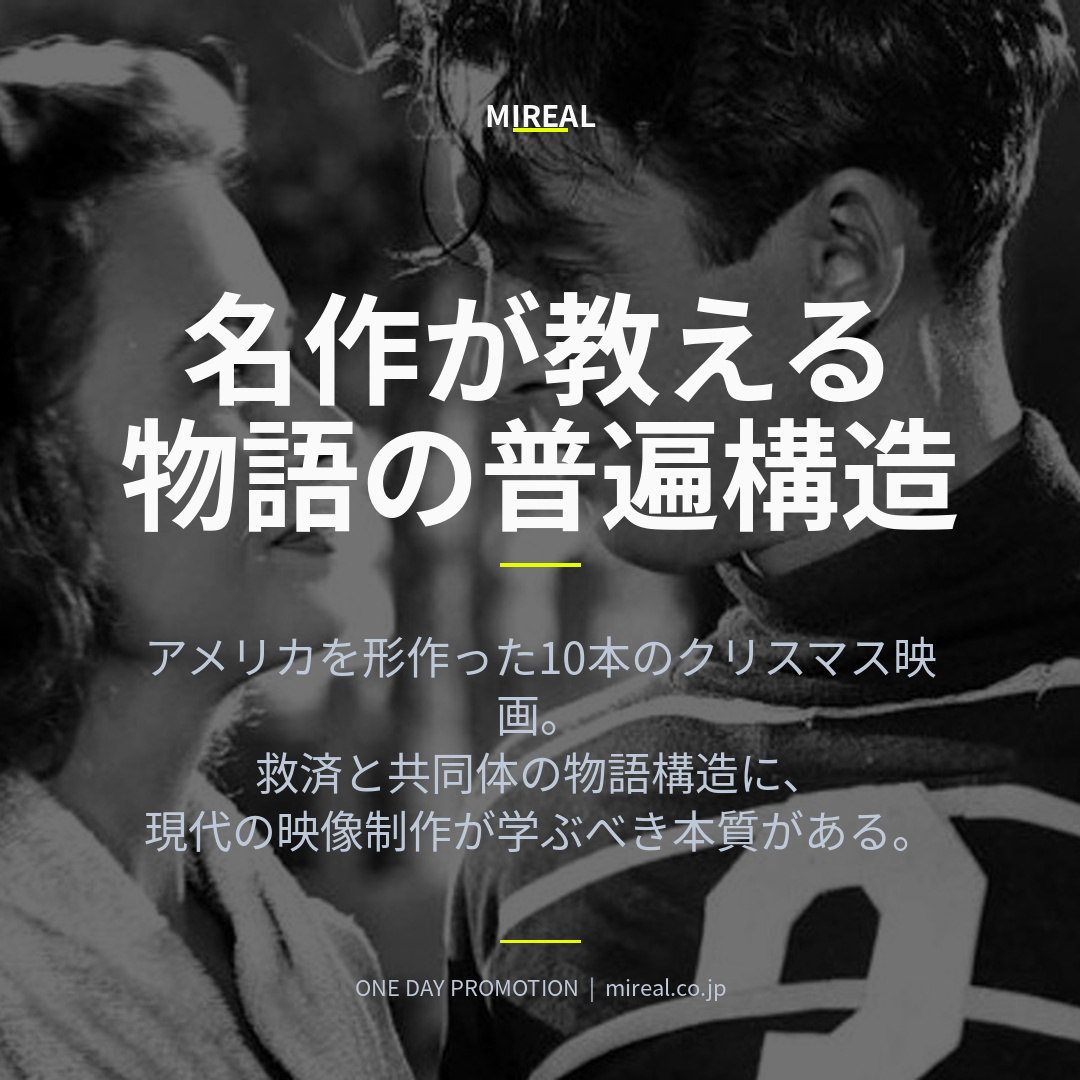 MIREAL
名作が教える
物語の普遍構造
アメリカを形作った10本のクリスマス映
画。
救済と共同体の物語構造に、
現代の映像制作が学ぶべき本質がある。
ONE DAY PROMOTION | mireal.co.jp